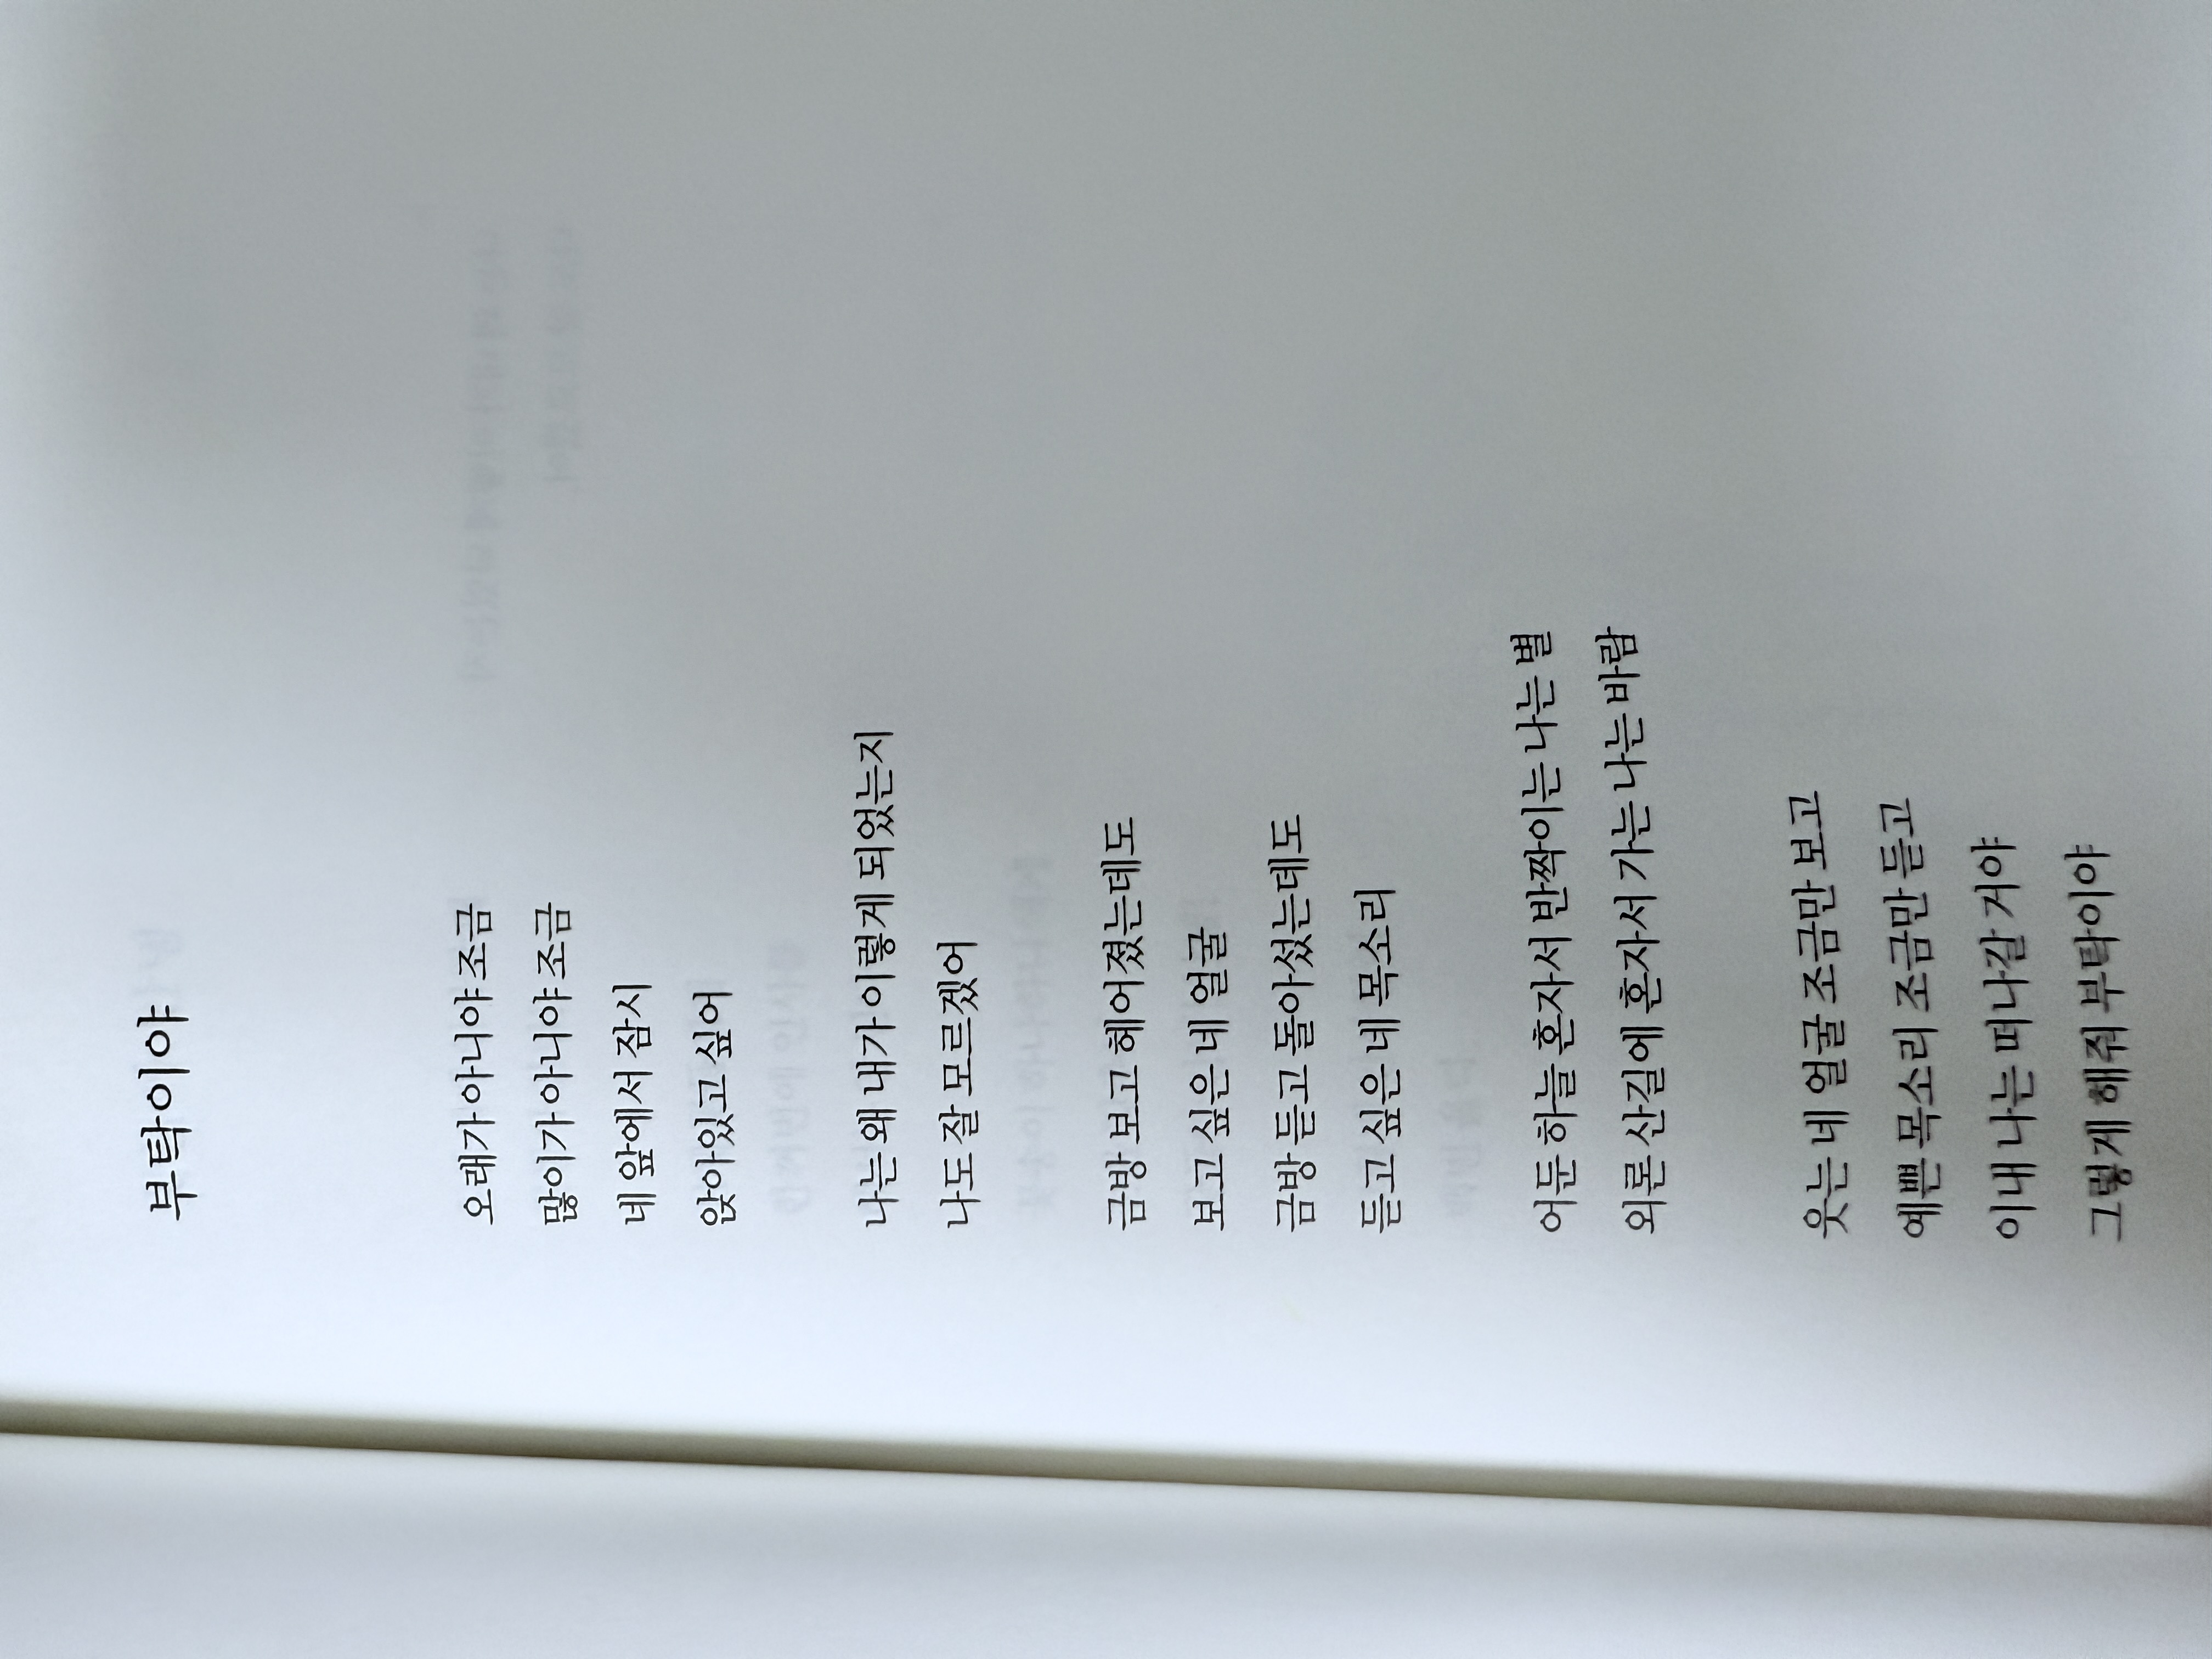 부탁이야
오래가 아니야 조금
많이가 아니야 조금
네 앞에서 잠시
앉아있고 싶어
나는 왜 내가 이렇게 되었는지
나도 잘 모르겠어
금방 보고 헤어졌는데도
보고 싶은 네 얼굴
금방 듣고 돌아섰는데도
듣고 싶은 네 목소리
어둔 하늘 혼자서 반짝이는 나는 별
외론 산길에 혼자서 가는 나는 바람
웃는 네 얼굴 조금만 보고
예쁜 목소리 조금만 듣고
이내 나는 떠나갈 거야
그렇게 해줘 부탁이야